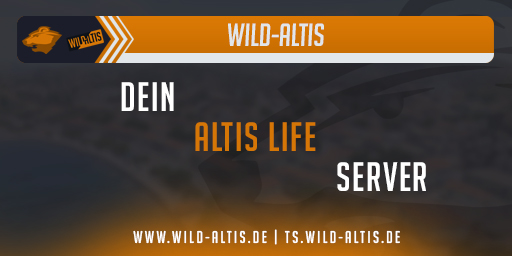 WILD-ALTIS
WILD-ALTIS
DEIN
ALTIS LIFE
SERVER
WWW.WILD-ALTIS.DE | TS.WILD-ALTIS.DE